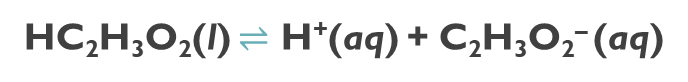 HC₂H₃O₂(l) ⇌ H⁺(aq) + C₂H₃O₂⁻(aq)